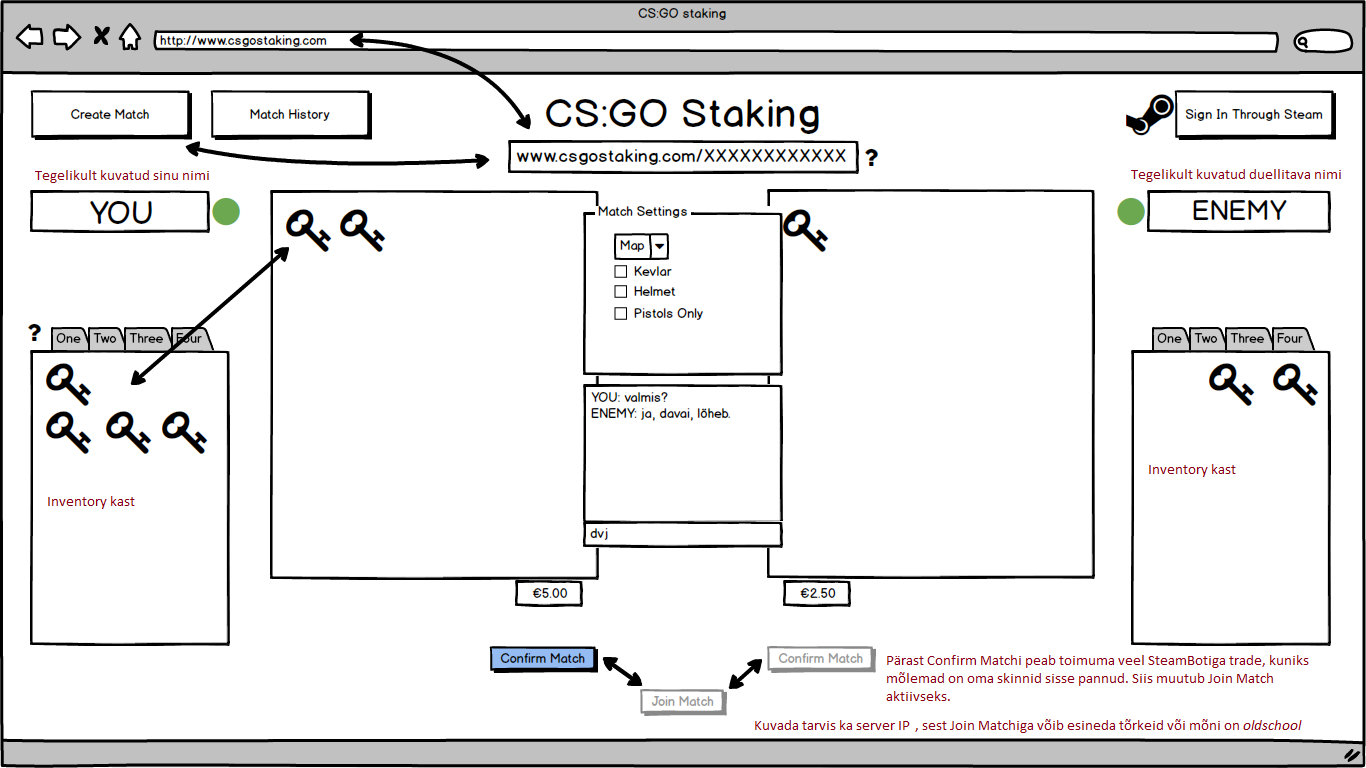 CS:GO staking
http://www.csgostaking.com
Create Match
Match History
CS:GO Staking
Sign In Through Steam
www.csgostaking.com/XXXXXXXXXXXX
?
Tegelikult kuvatud sinu nimi
Tegelikult kuvatud duellitava nimi
YOU
ENEMY
Match Settings
Map
Kevlar
Helmet
Pistols Only
?
One Two Three Four
One Two Three Four
YOU: valmis?
ENEMY: ja, davai, lõheb.
Inventory kast
Inventory kast
dvj
€5.00
€2.50
Confirm Match
Confirm Match
Join Match
Pärast Confirm Matchi peab toimuma veel SteamBotiga trade, kuniks
mõlemad on oma skinnid sisse pannud. Siis muutub Join Match
aktiivseks.
Kuvada tarvis ka server IP , sest Join Matchiga võib esineda tõrkeid või mõni on oldschool